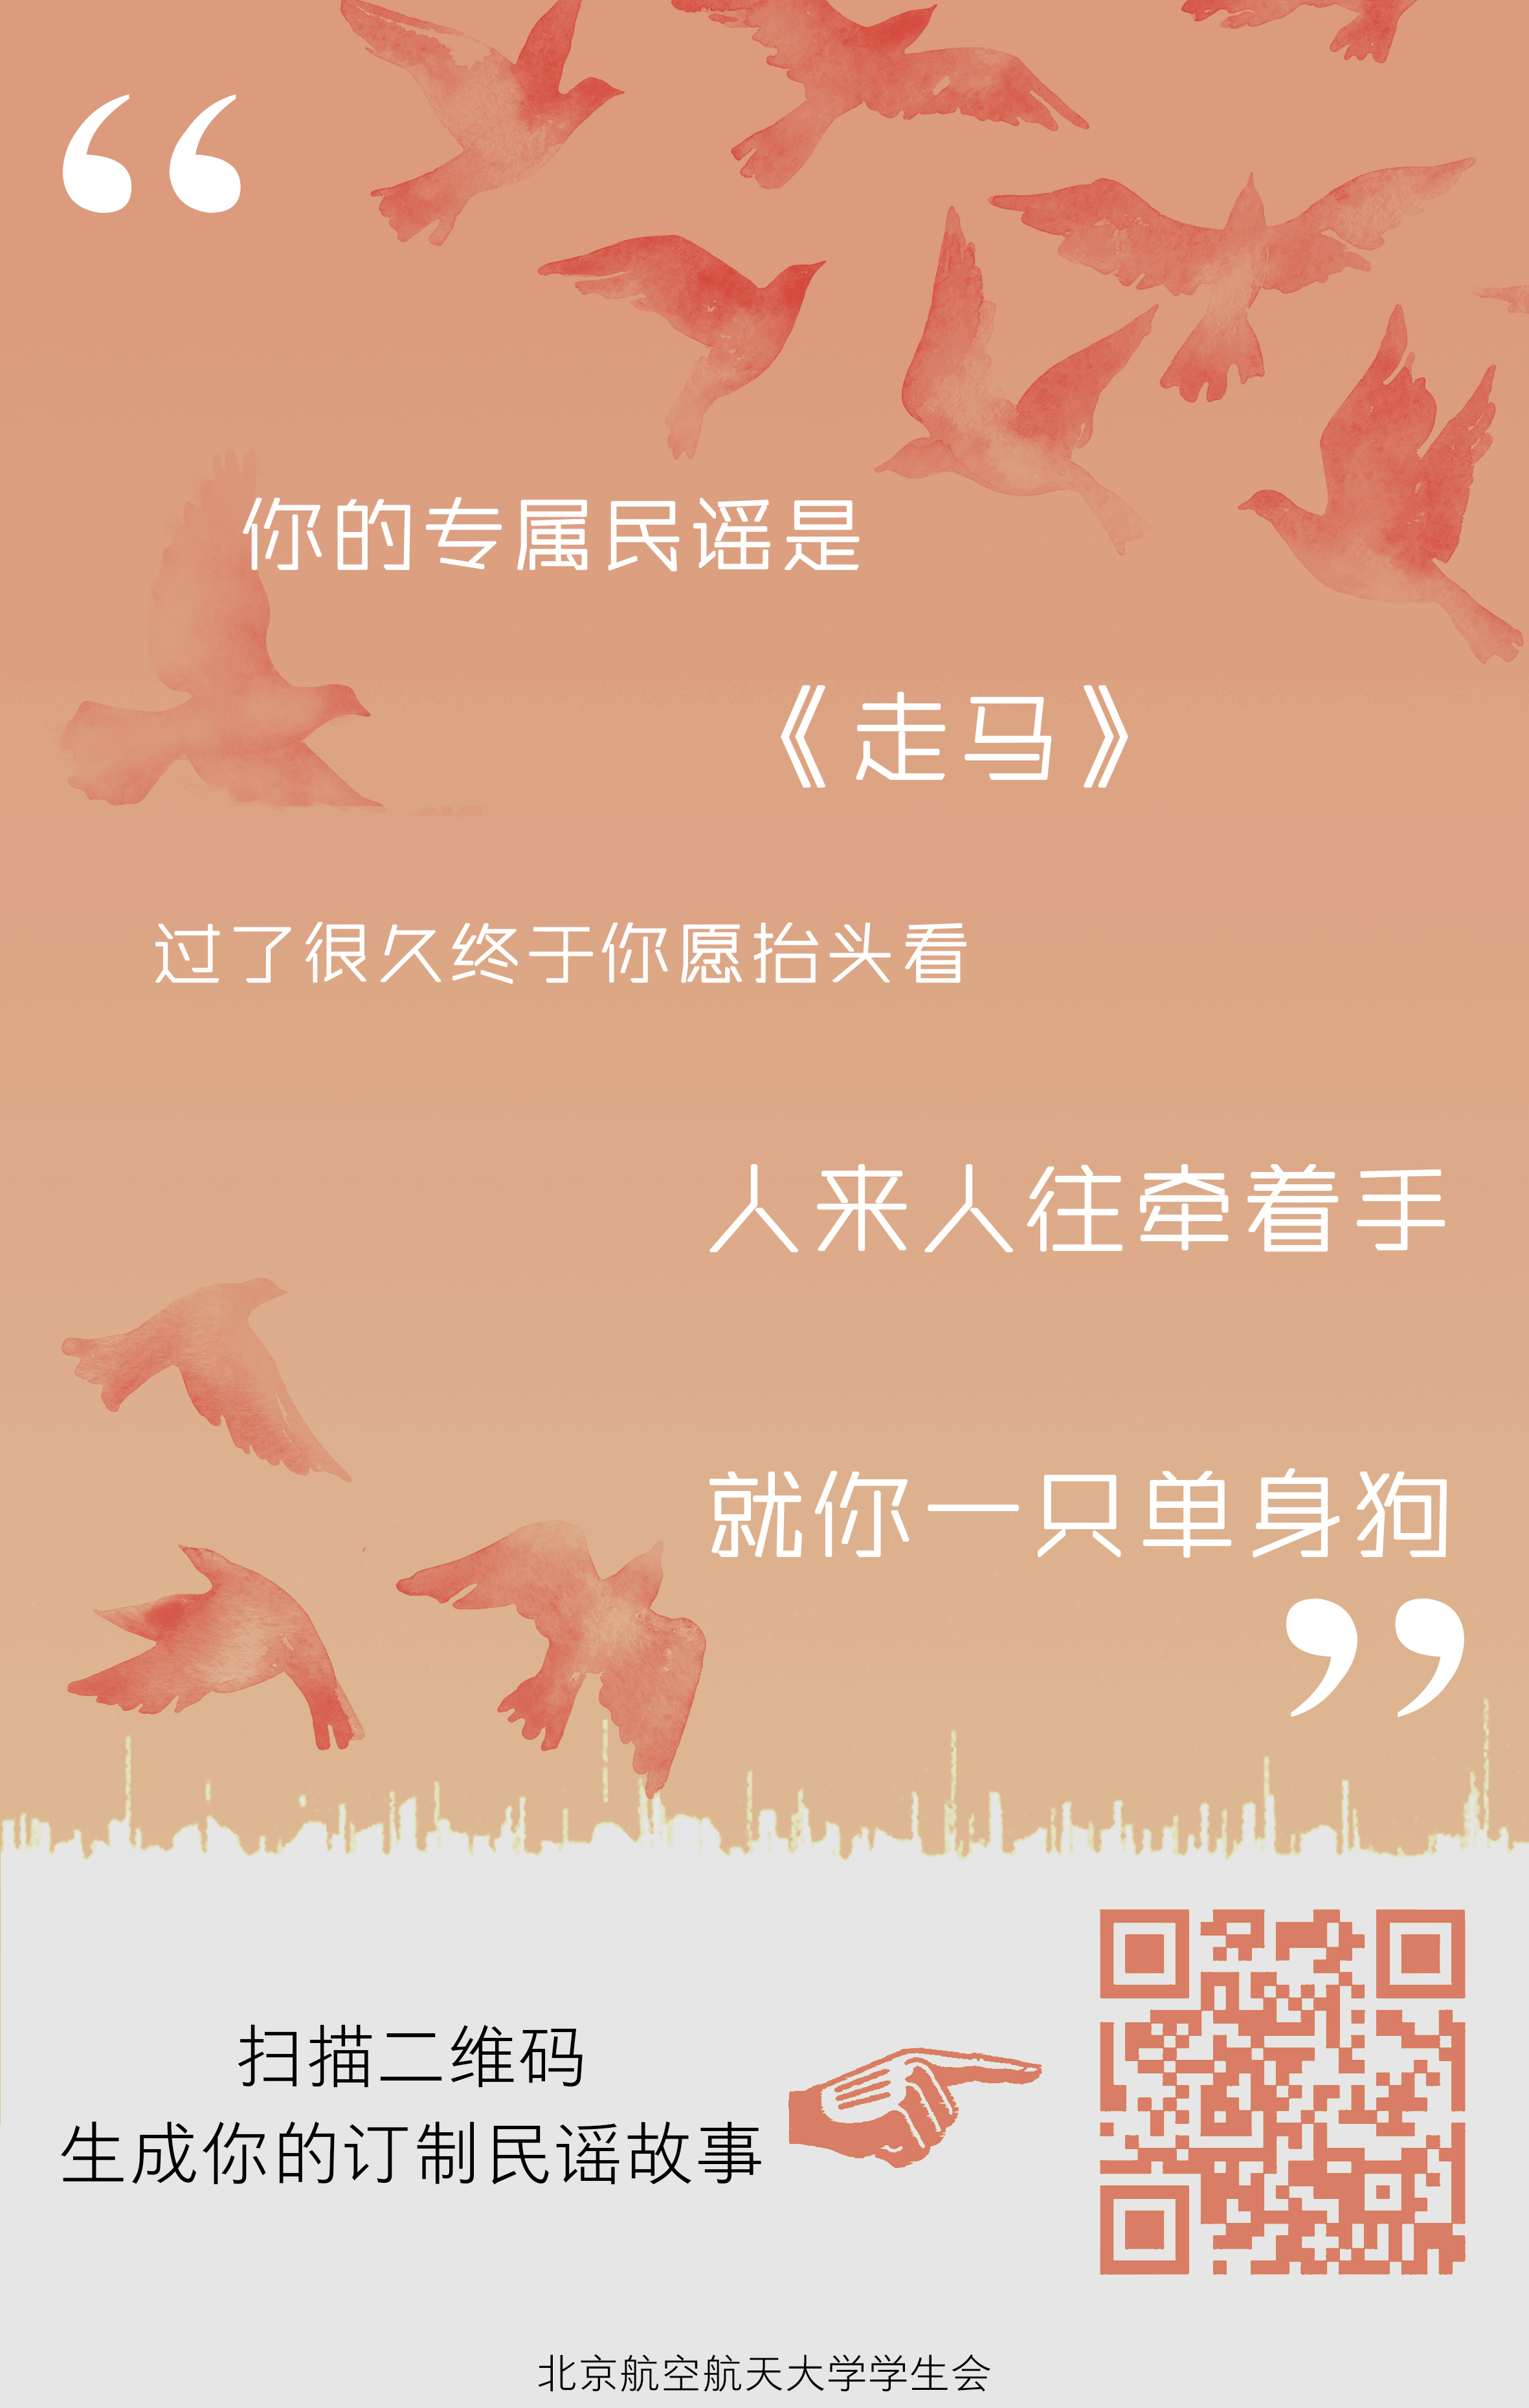 “
你的专属民谣是
《走马》
过了很久终于你愿抬头看
人来人往牵着手
就你一只单身狗
”
扫描二维码
生成你的订制民谣故事
北京航空航天大学学生会